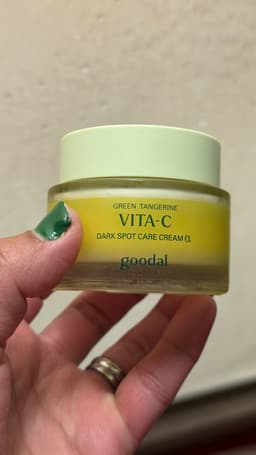 GREEN TANGERINE
VITA-C
DARK SPOT CARE CREAM α
goodal